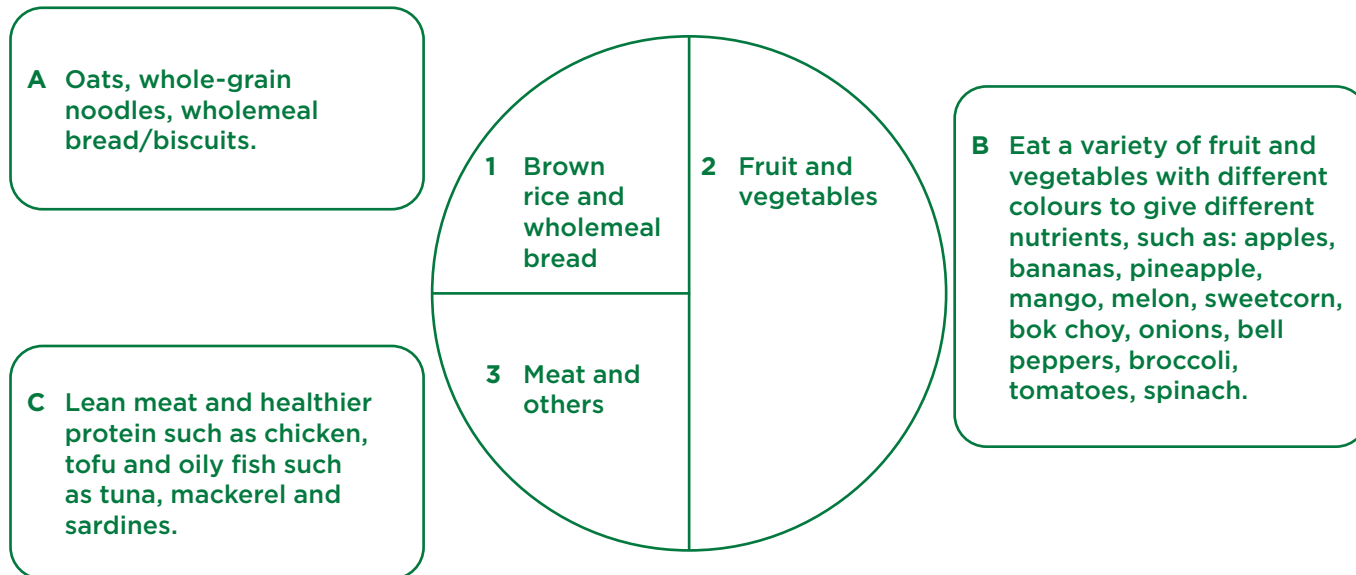 A Oats, whole-grain
noodles, wholemeal
bread/biscuits.
1 Brown
rice and
wholemeal
bread
2 Fruit and
vegetables
B Eat a variety of fruit and
vegetables with different
colours to give different
nutrients, such as: apples,
bananas, pineapple,
mango, melon, sweetcorn,
bok choy, onions, bell
peppers, broccoli,
tomatoes, spinach.
3 Meat and
others
C Lean meat and healthier
protein such as chicken,
tofu and oily fish such
as tuna, mackerel and
sardines.